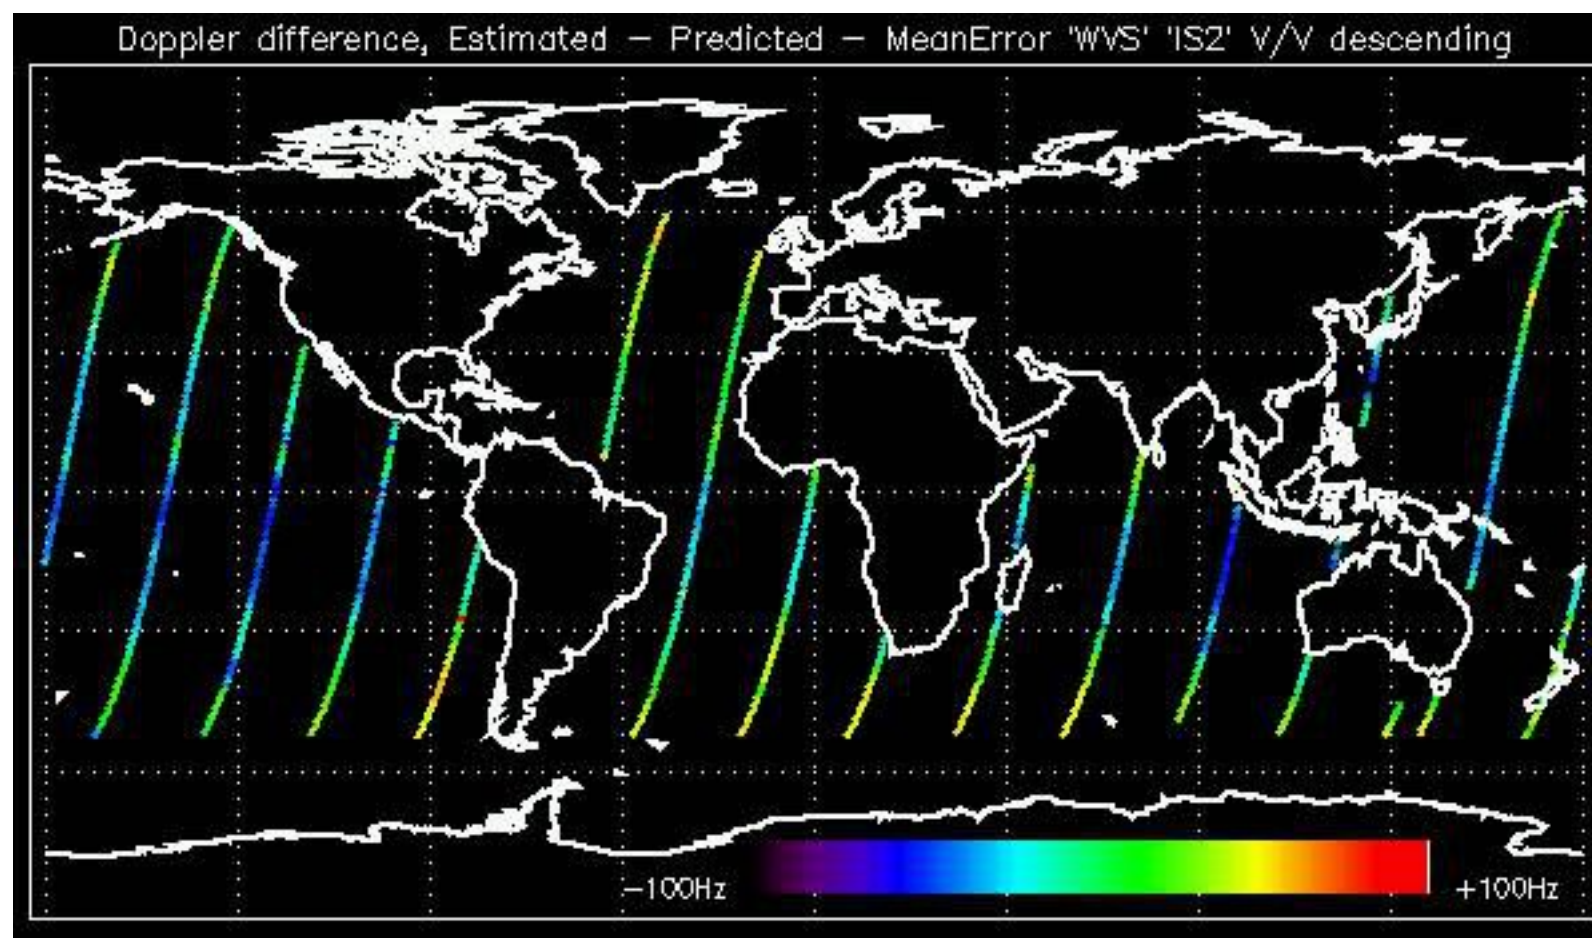 Doppler difference, Estimated – Predicted – MeanError 'WVS' 'IS2' V/V descending
−100Hz
+100Hz